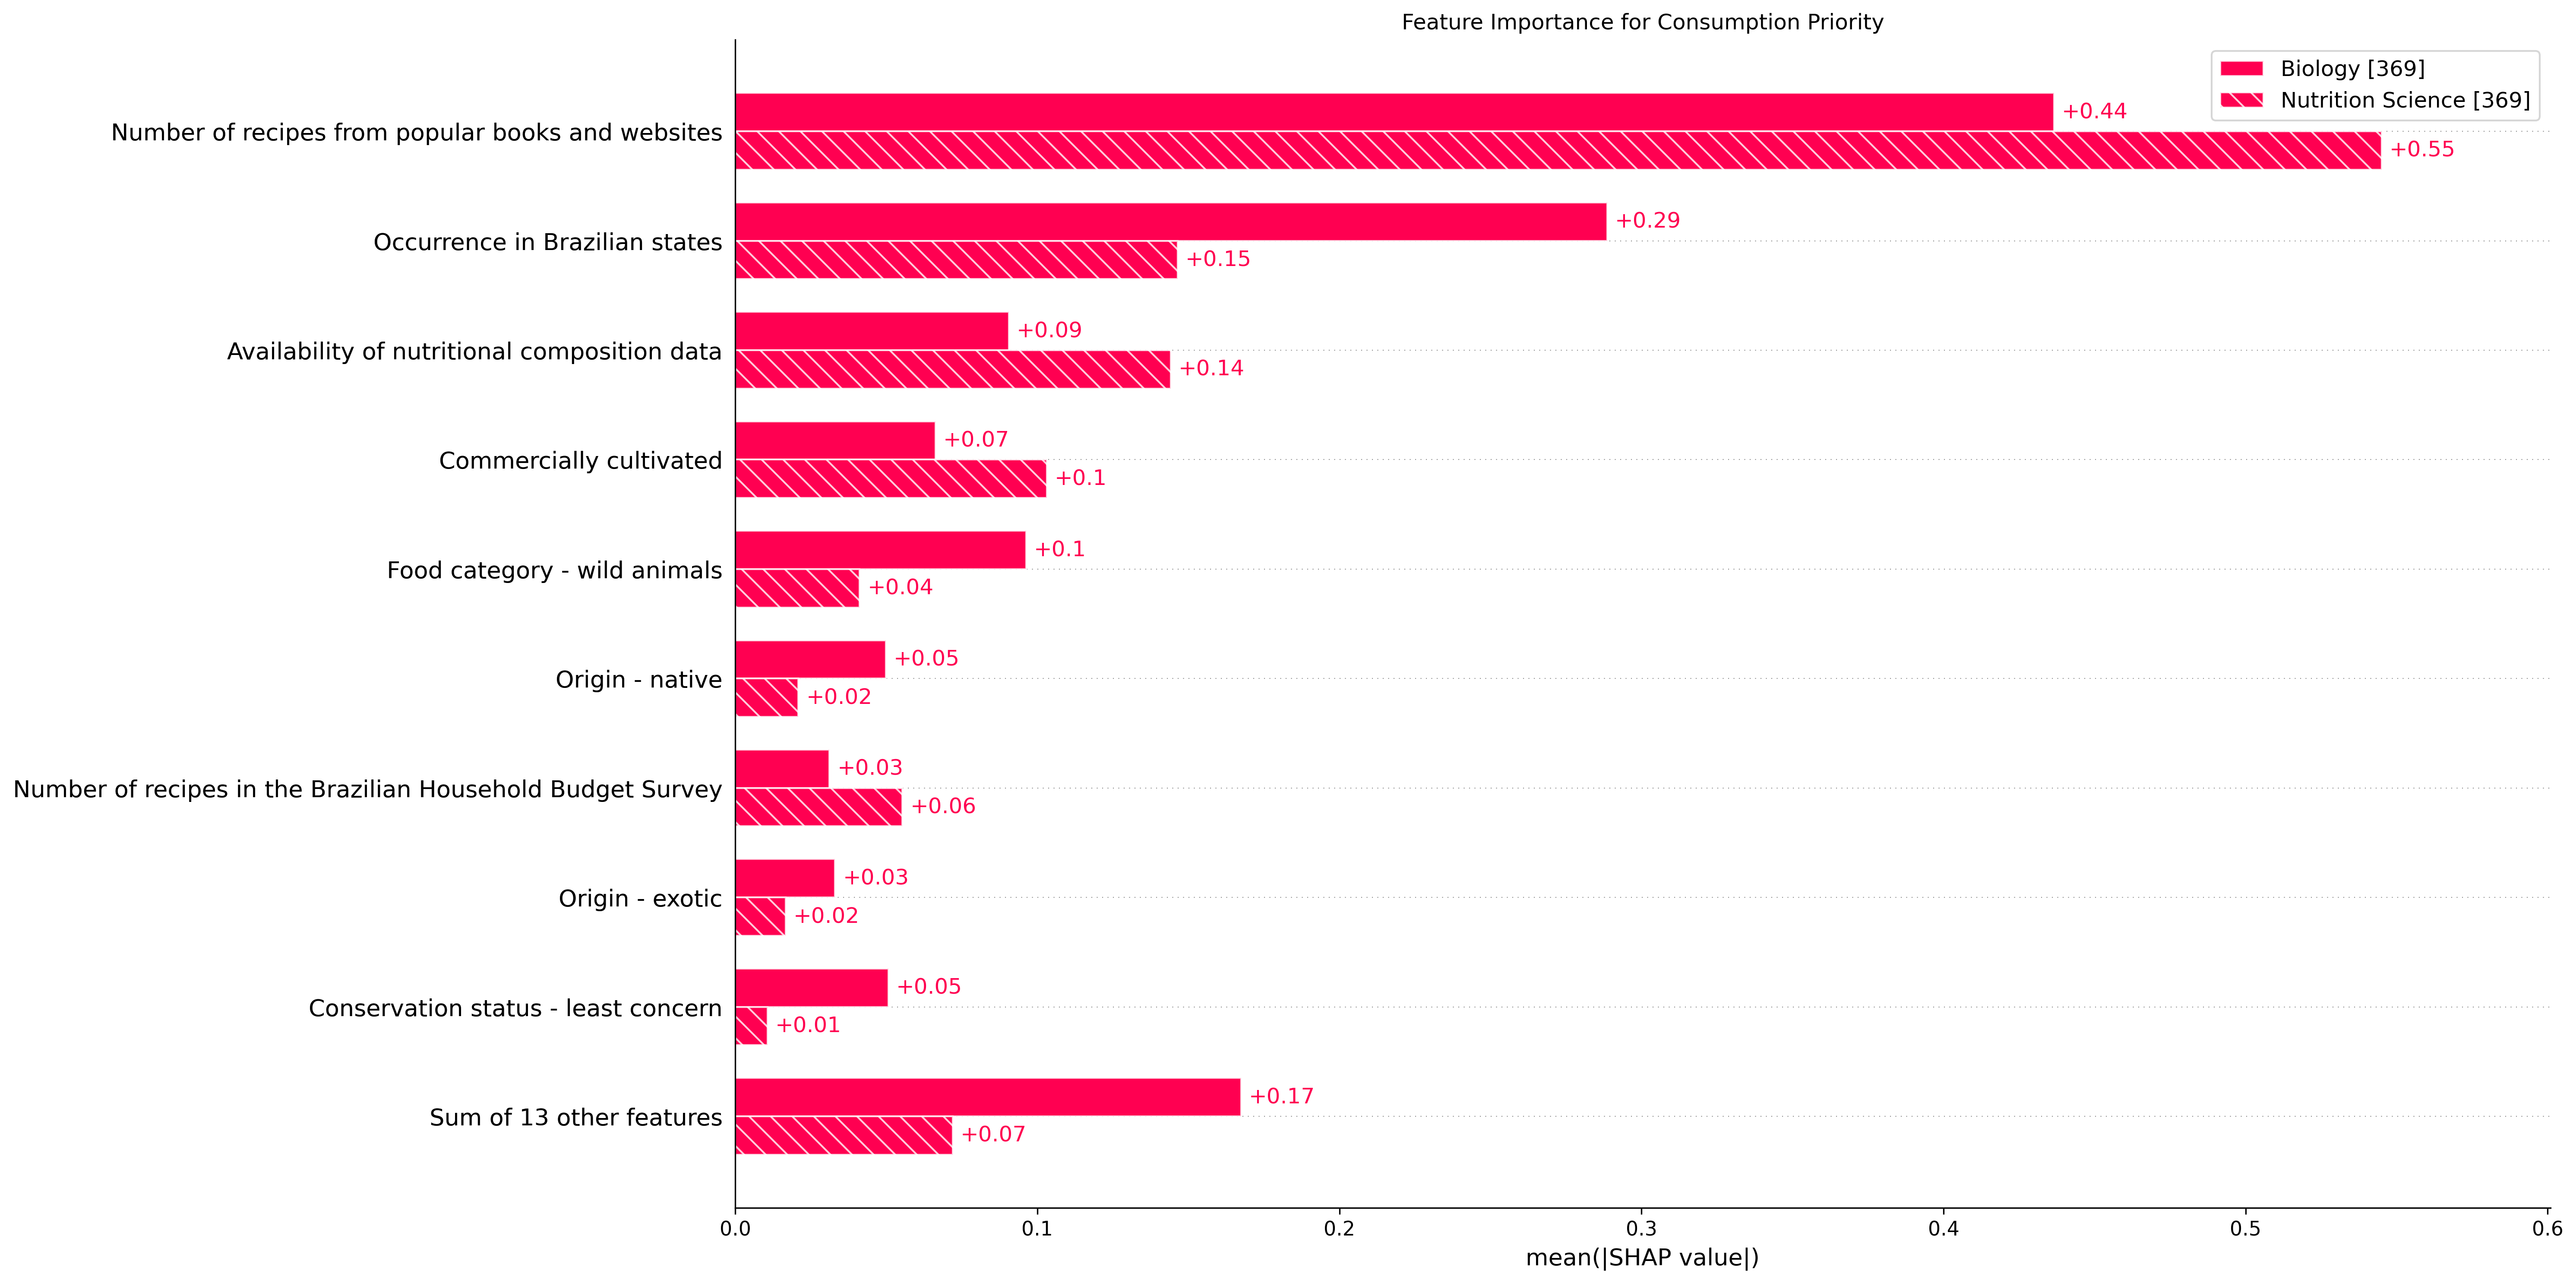 Feature Importance for Consumption Priority
Biology [369]
Nutrition Science [369]
Number of recipes from popular books and websites
+0.44
+0.55
Occurrence in Brazilian states
+0.29
+0.15
Availability of nutritional composition data
+0.09
+0.14
Commercially cultivated
+0.07
+0.1
Food category - wild animals
+0.1
+0.04
Origin - native
+0.05
+0.02
Number of recipes in the Brazilian Household Budget Survey
+0.03
+0.06
Origin - exotic
+0.03
+0.02
Conservation status - least concern
+0.05
+0.01
Sum of 13 other features
+0.17
+0.07
0.0 0.1 0.2 0.3 0.4 0.5 0.6
mean(|SHAP value|)